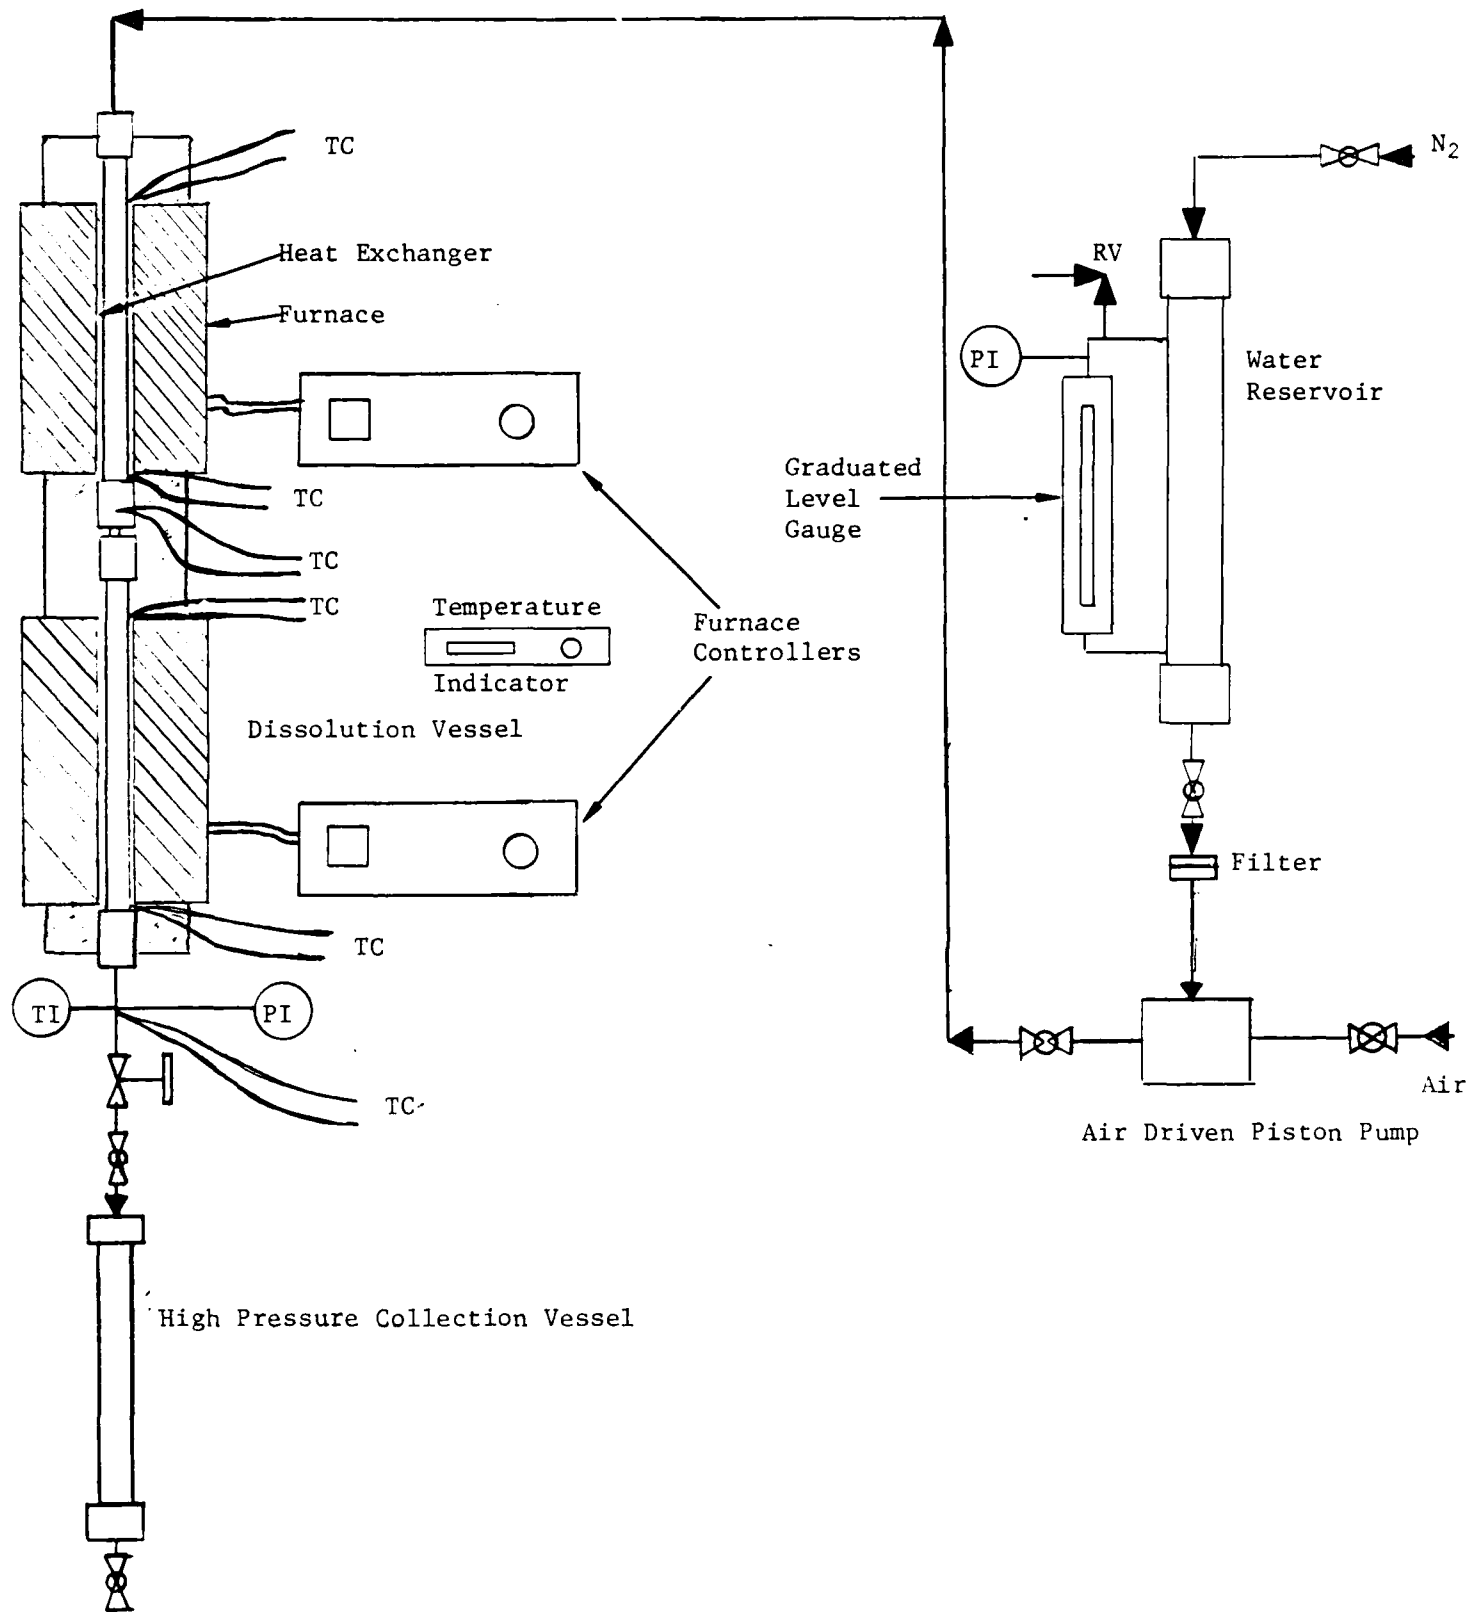 TC
N2
Heat Exchanger
RV
Furnace
PI
Water
Reservoir
Graduated
Level
Gauge
TC
TC
TC
Temperature
Indicator
Furnace
Controllers
Dissolution Vessel
Filter
TC
TI
PI
TC
Air
Air Driven Piston Pump
High Pressure Collection Vessel